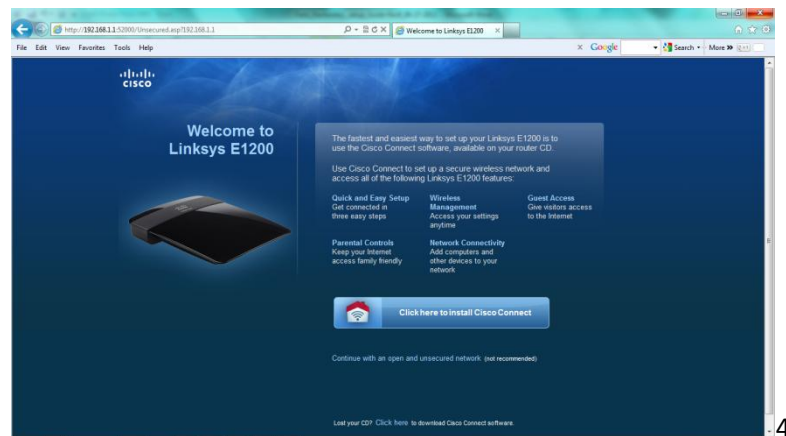 http://192.168.1.1:52000/Unsecured.asp?192.168.1.1
Welcome to Linksys E1200
File Edit View Favorites Tools Help
Google
Search
More »
cisco
Welcome to
Linksys E1200
The fastest and easiest way to set up your Linksys E1200 is to
use the Cisco Connect software, available on your router CD.
Use Cisco Connect to set up a secure wireless network and
access all of the following Linksys E1200 features:
Quick and Easy Setup
Get connected in
three easy steps
Wireless
Management
Access your settings
anytime
Guest Access
Give visitors access
to the Internet
Parental Controls
Keep your Internet
access family friendly
Network Connectivity
Add computers and
other devices to your
network
Click here to install Cisco Connect
Continue with an open and unsecured network (not recommended)
Lost your CD? Click here to download Cisco Connect software.
4